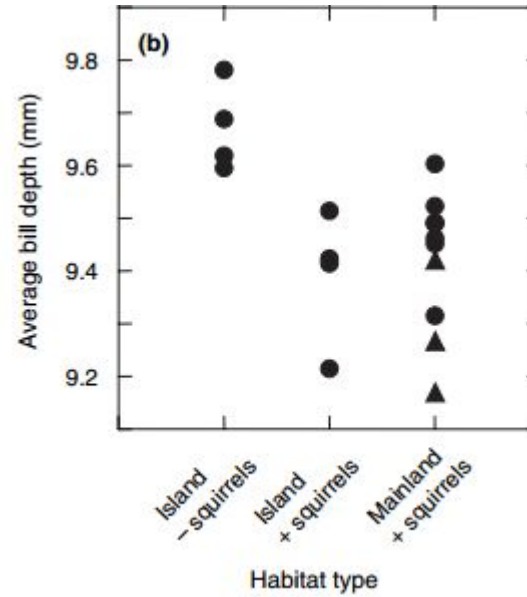 (b)
Average bill depth (mm)
9.8
9.6
9.4
9.2
Island
– squirrels
Island
+ squirrels
Mainland
+ squirrels
Habitat type